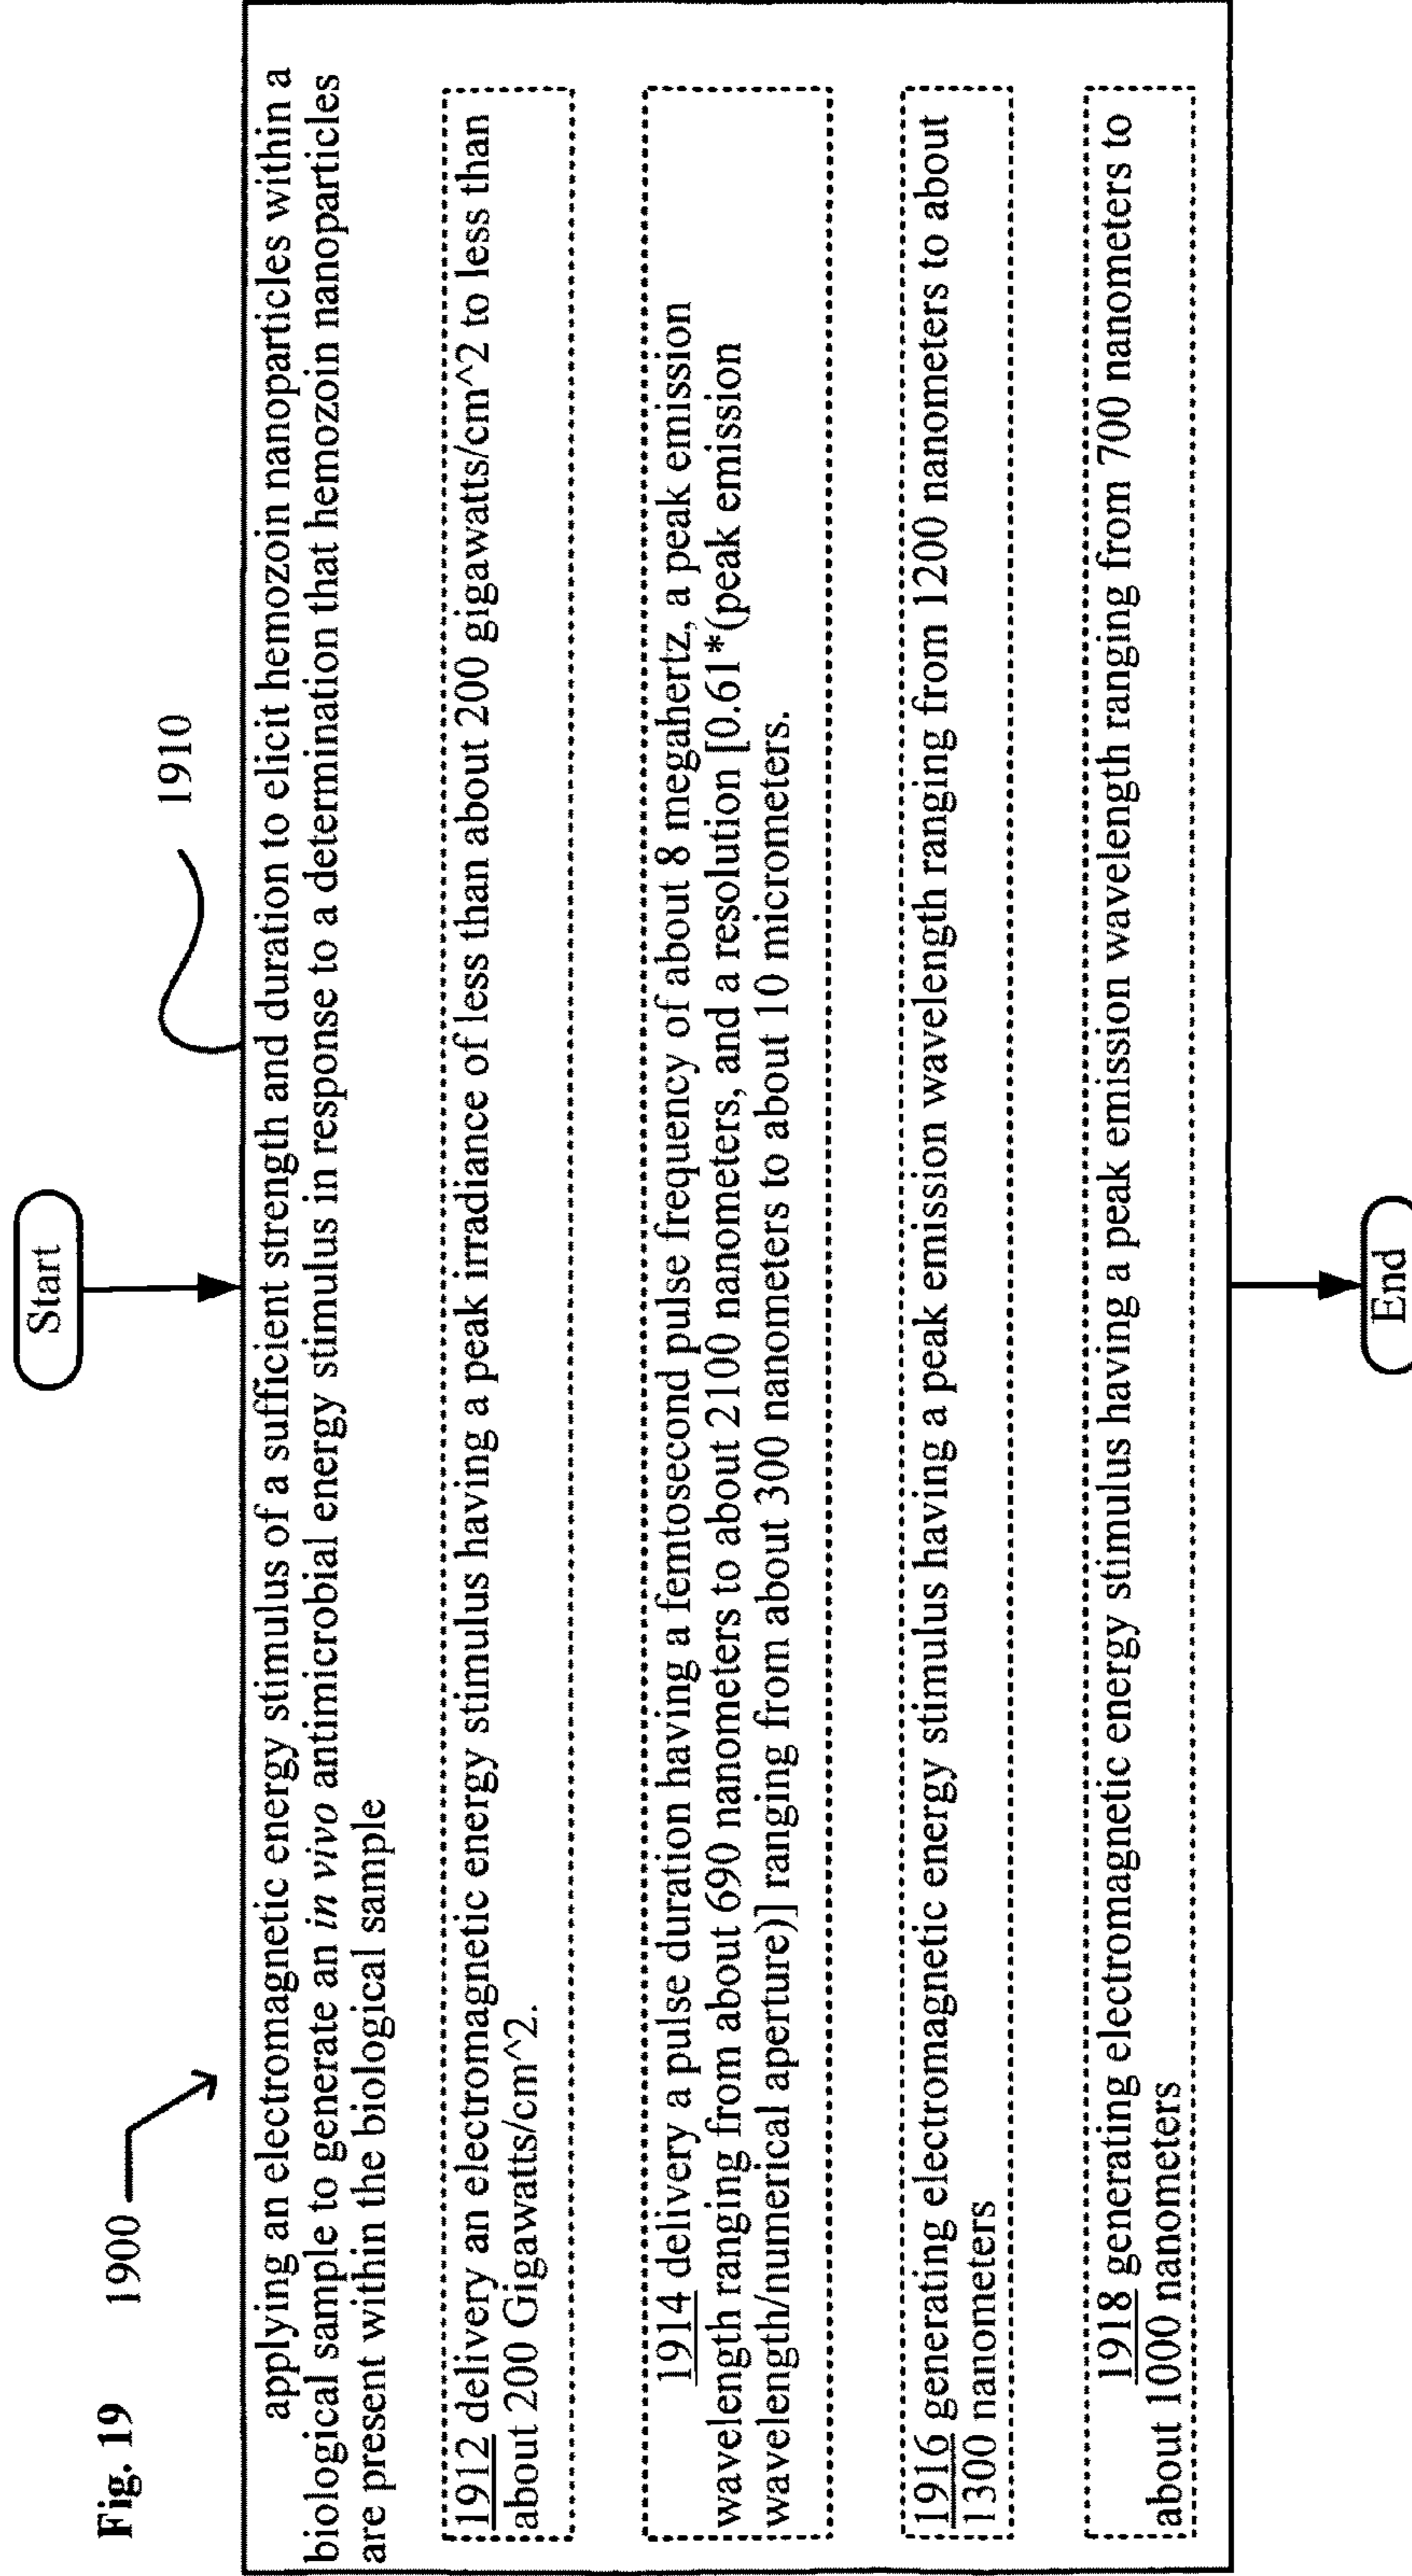 Fig. 19
1900
Start
1910
applying an electromagnetic energy stimulus of a sufficient strength and duration to elicit hemozoin nanoparticles within a
biological sample to generate an in vivo antimicrobial energy stimulus in response to a determination that hemozoin nanoparticles
are present within the biological sample
1912 delivery an electromagnetic energy stimulus having a peak irradiance of less than about 200 gigawatts/cm^2 to less than
about 200 Gigawatts/cm^2.
1914 delivery a pulse duration having a femtosecond pulse frequency of about 8 megahertz, a peak emission
wavelength ranging from about 690 nanometers to about 2100 nanometers, and a resolution [0.61*(peak emission
wavelength/numerical aperture)] ranging from about 300 nanometers to about 10 micrometers.
1916 generating electromagnetic energy stimulus having a peak emission wavelength ranging from 1200 nanometers to about
1300 nanometers
1918 generating electromagnetic energy stimulus having a peak emission wavelength ranging from 700 nanometers to
about 1000 nanometers
End